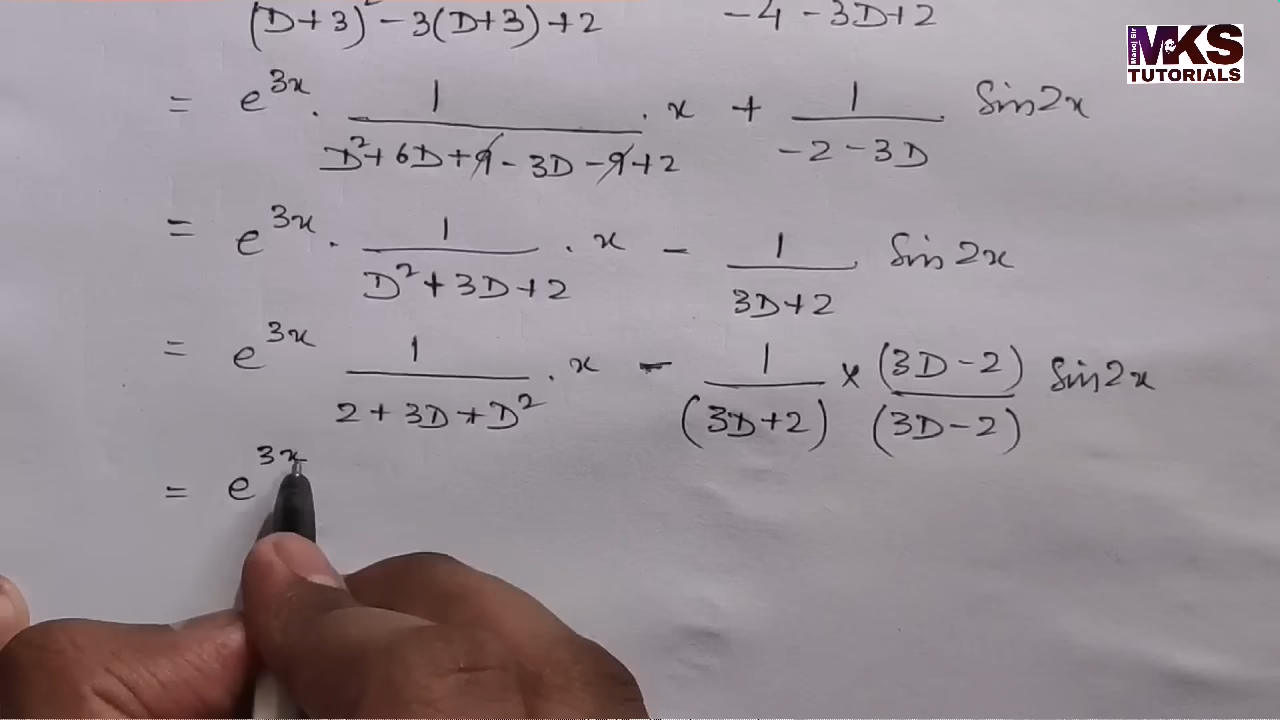 (D+3)² - 3(D+3) + 2    -4 - 3D + 2
= e^{3x} . 1/(D² + 6D + 9 - 3D - 9 + 2) . x + 1/(-2 - 3D) Sin2x
= e^{3x} . 1/(D² + 3D + 2) . x - 1/(3D + 2) Sin2x
= e^{3x} 1/(2 + 3D + D²) . x - 1/(3D+2) × (3D-2)/(3D-2) Sin2x
= e^{3x}
Manoj Sir
MKS
TUTORIALS